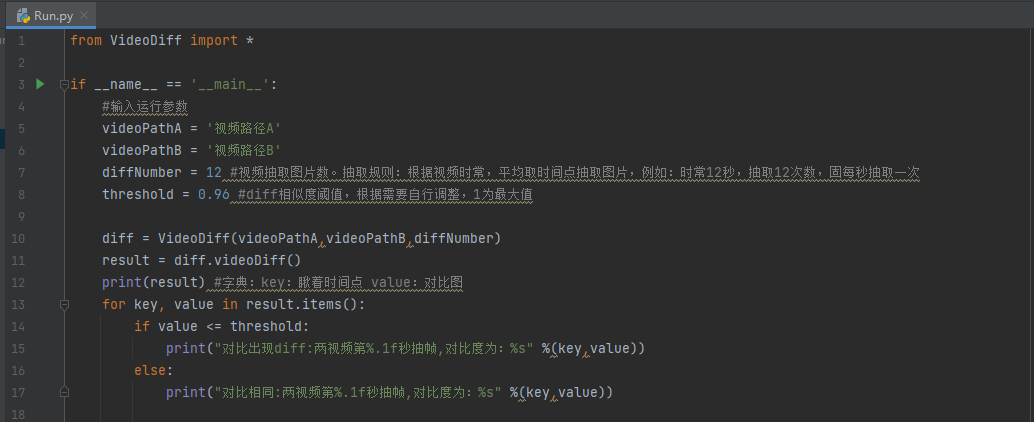 Run.py
1 from VideoDiff import *
2
3 if __name__ == '__main__':
4 #输入运行参数
5 videoPathA = '视频路径A'
6 videoPathB = '视频路径B'
7 diffNumber = 12 #视频抽取图片数。抽取规则：根据视频时常，平均取时间点抽取图片，例如：时常12秒，抽取12次数，固每秒抽取一次
8 threshold = 0.96 #diff相似度阈值，根据需要自行调整，1为最大值
9
10 diff = VideoDiff(videoPathA,videoPathB,diffNumber)
11 result = diff.videoDiff()
12 print(result) #字典：key：瞅着时间点 value：对比图
13 for key, value in result.items():
14 if value <= threshold:
15 print("对比出现diff:两视频第%.1f秒抽帧,对比度为：%s" %(key,value))
16 else:
17 print("对比相同:两视频第%.1f秒抽帧,对比度为：%s" %(key,value))
18